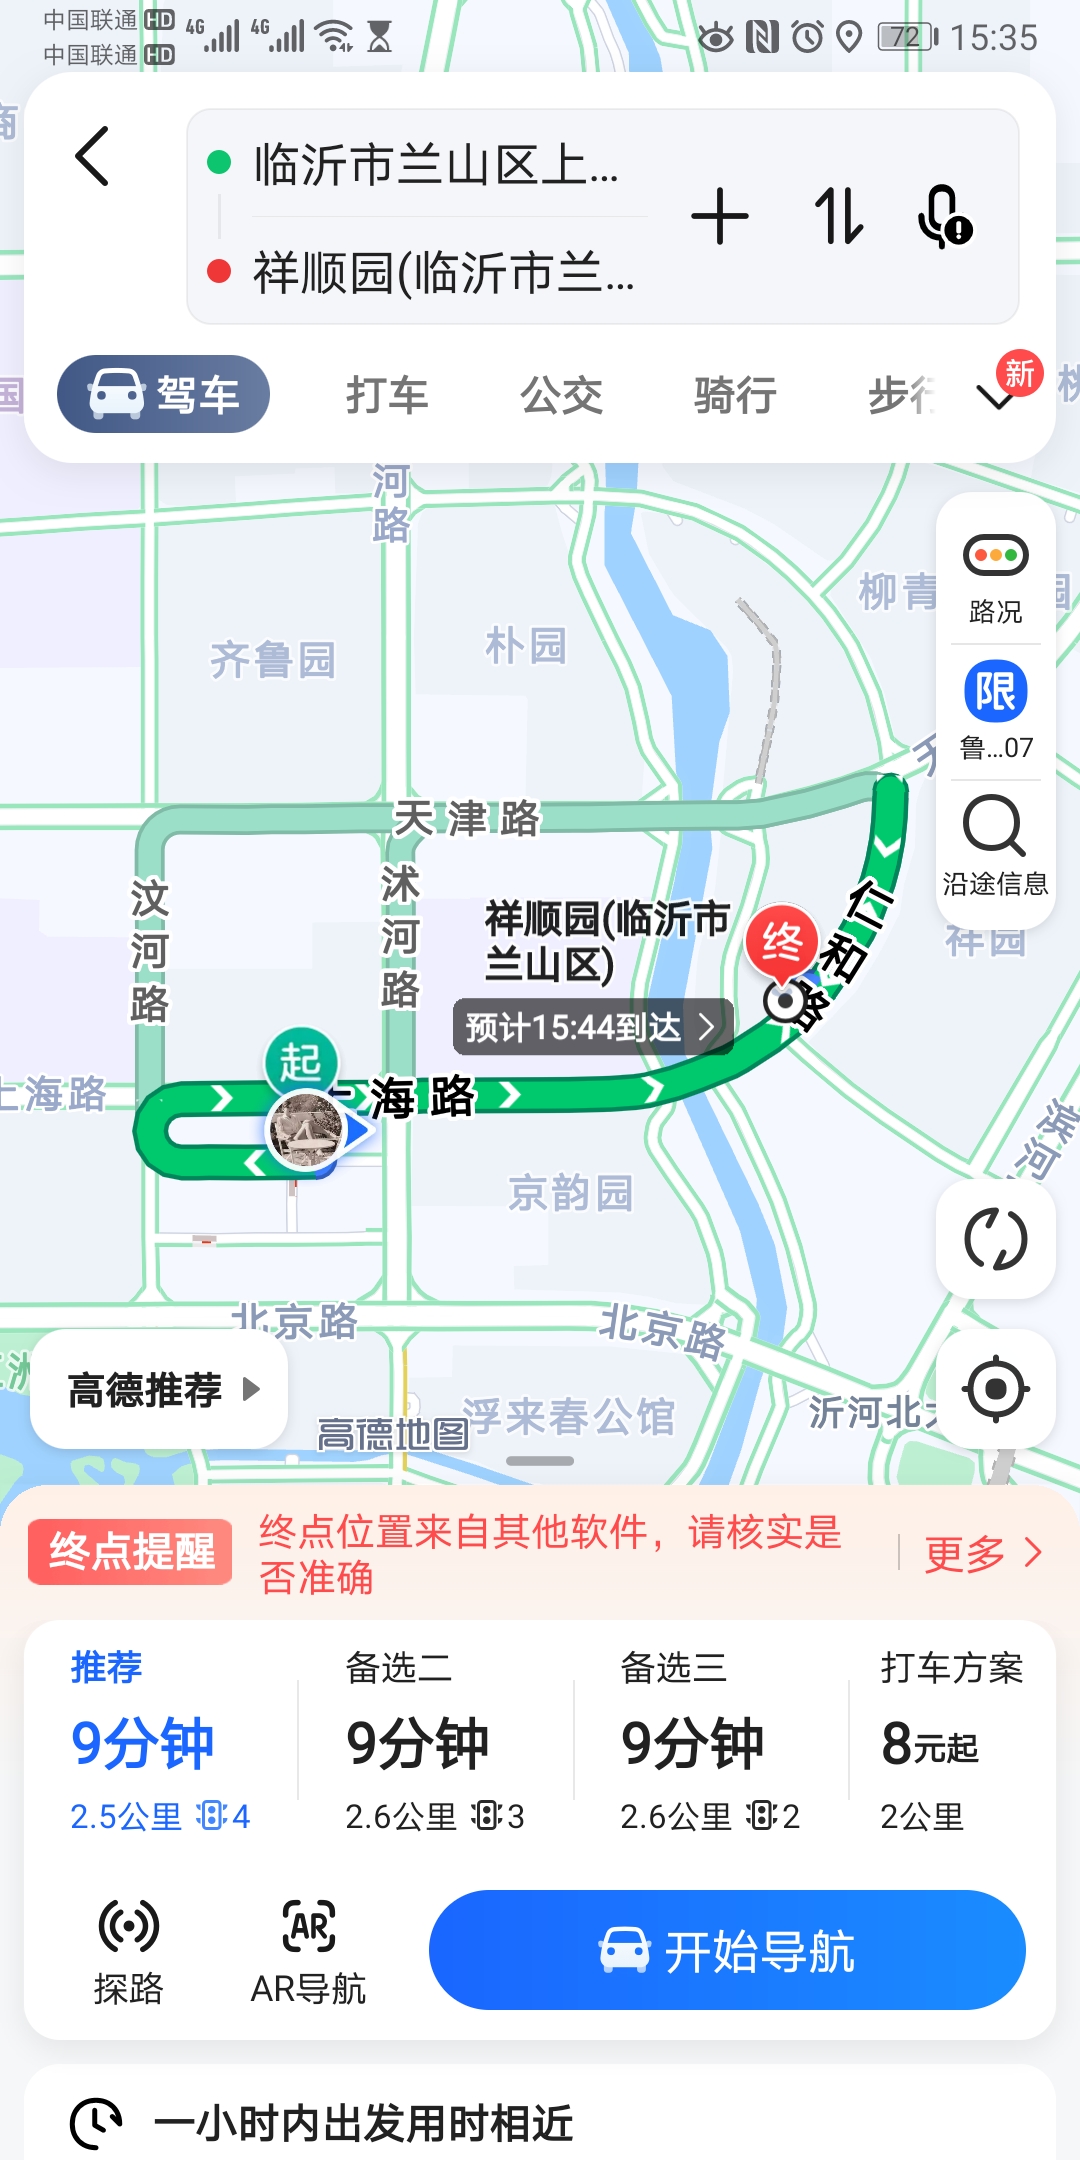 中国联通 HD 4G 4G 72 15:35
中国联通 HD
临沂市兰山区上...
祥顺园(临沂市兰...
驾车 打车 公交 骑行 步行 新
河路
柳青
路况
齐鲁园
朴园
限
鲁...07
天津路
沿途信息
汶河路
沭河路
仁和路
祥园
祥顺园(临沂市
兰山区)
终
预计15:44到达
起
上海路
海路
滨河
京韵园
北京路
北京路
高德推荐
浮来春公馆
沂河北
高德地图
终点提醒
终点位置来自其他软件，请核实是
否准确
更多
推荐 备选二 备选三 打车方案
9分钟 9分钟 9分钟 8元起
2.5公里 4 2.6公里 3 2.6公里 2 2公里
探路
AR
AR导航
开始导航
一小时内出发用时相近